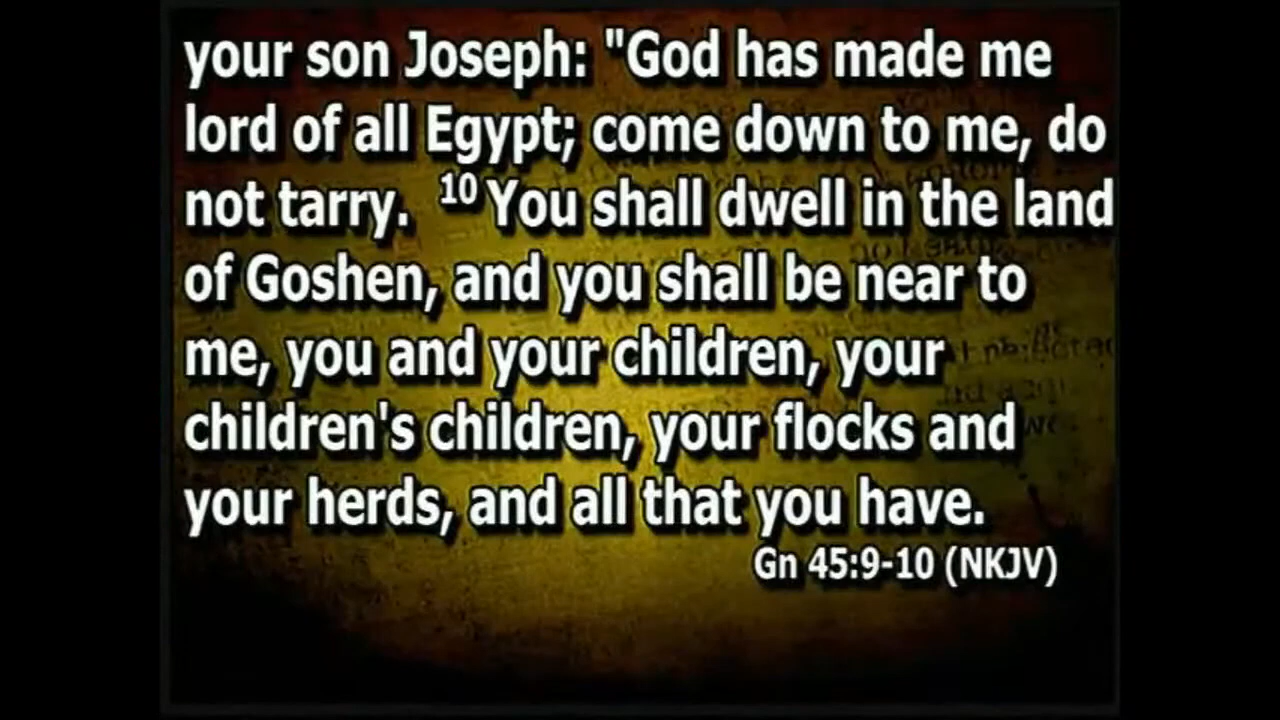 your son Joseph: "God has made me
lord of all Egypt; come down to me, do
not tarry. 10 You shall dwell in the land
of Goshen, and you shall be near to
me, you and your children, your
children's children, your flocks and
your herds, and all that you have.
Gn 45:9-10 (NKJV)